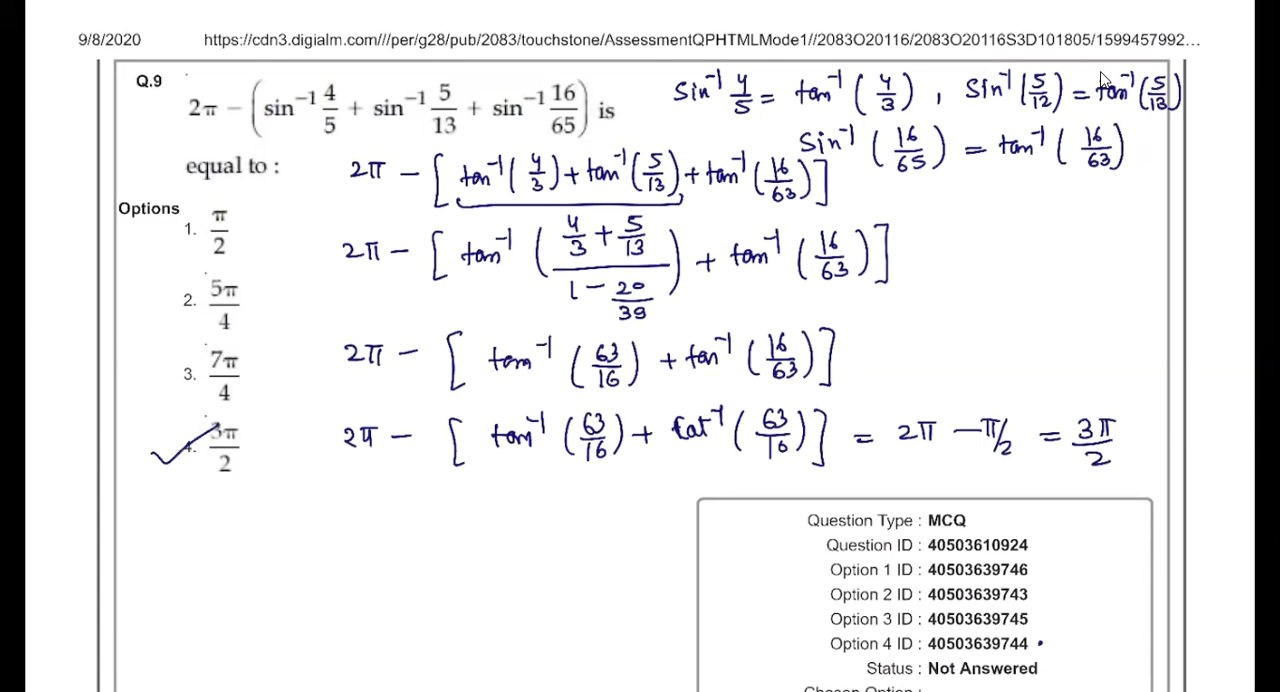 9/8/2020 https://cdn3.digialm.com///per/g28/pub/2083/touchstone/AssessmentQPHTMLMode1//2083O20116/2083O20116S3D101805/1599457992…
Q.9
2π − (sin⁻¹ 4/5 + sin⁻¹ 5/13 + sin⁻¹ 16/65) is
equal to :
sin⁻¹ 4/5 = tan⁻¹ (4/3) , sin⁻¹ (5/12) = tan⁻¹ (5/13)
sin⁻¹ (16/65) = tan⁻¹ (16/63)
2π − [tan⁻¹ (4/3) + tan⁻¹ (5/13) + tan⁻¹ (16/63)]
Options
1. π/2
2. 5π/4
3. 7π/4
4. 3π/2
2π − [tan⁻¹ ((4/3 + 5/13)/(1 − 20/39)) + tan⁻¹ (16/63)]
2π − [tan⁻¹ (63/16) + tan⁻¹ (16/63)]
2π − [tan⁻¹ (63/16) + Cot⁻¹ (63/16)] = 2π − π/2 = 3π/2
Question Type : MCQ
Question ID : 40503610924
Option 1 ID : 40503639746
Option 2 ID : 40503639743
Option 3 ID : 40503639745
Option 4 ID : 40503639744
Status : Not Answered